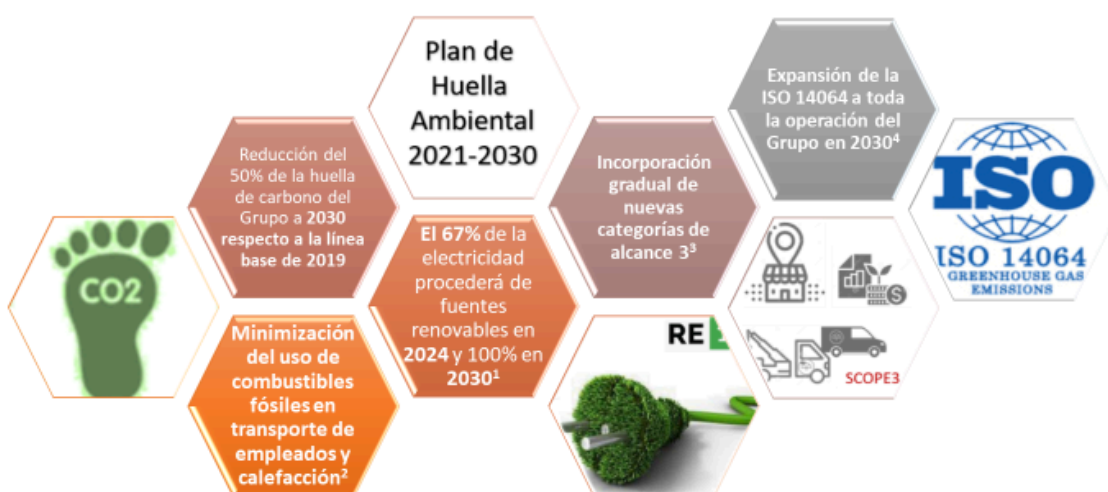 Plan de
Huella
Ambiental
2021-2030
Reducción del
50% de la huella
de carbono del
Grupo a 2030
respecto a la línea
base de 2019
Minimización
del uso de
combustibles
fósiles en
transporte de
empleados y
calefacción²
El 67% de la
electricidad
procederá de
fuentes
renovables en
2024 y 100% en
2030¹
Incorporación
gradual de
nuevas
categorías de
alcance 3³
Expansión de la
ISO 14064 a toda
la operación del
Grupo en 2030⁴
CO2
RE
SCOPE3
ISO
ISO 14064
GREENHOUSE GAS
EMISSIONS